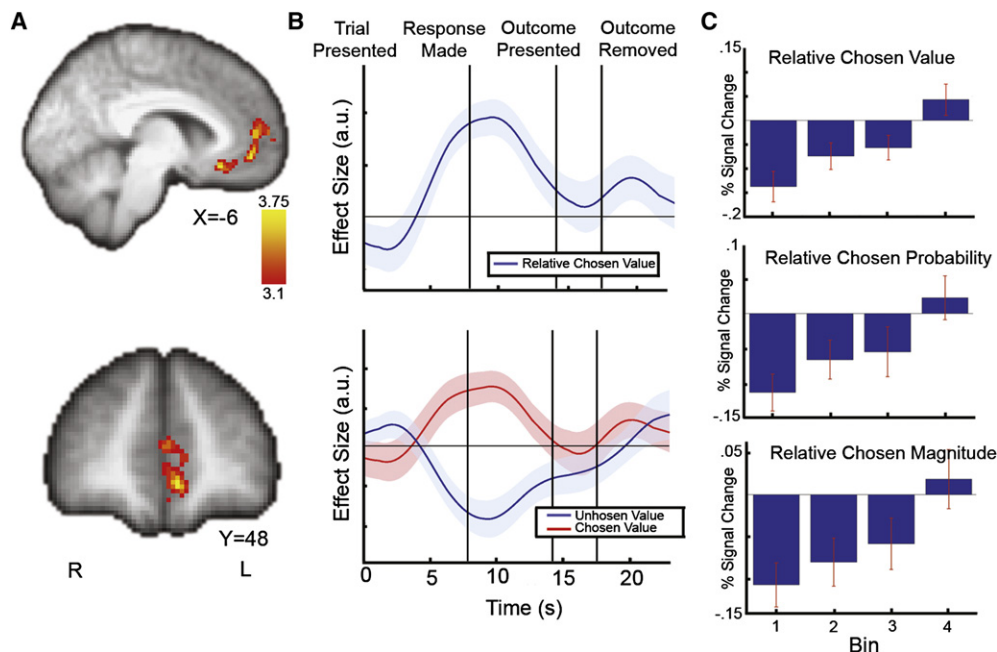 A
X=-6
3.75
3.1
Y=48
R
L
B
Trial Presented
Response Made
Outcome Presented
Outcome Removed
Effect Size (a.u.)
Relative Chosen Value
Effect Size (a.u.)
Unhosen Value
Chosen Value
0
5
10
15
20
Time (s)
C
.15
Relative Chosen Value
% Signal Change
-.2
.1
Relative Chosen Probability
% Signal Change
-.15
.05
Relative Chosen Magnitude
% Signal Change
-.15
1
2
3
4
Bin